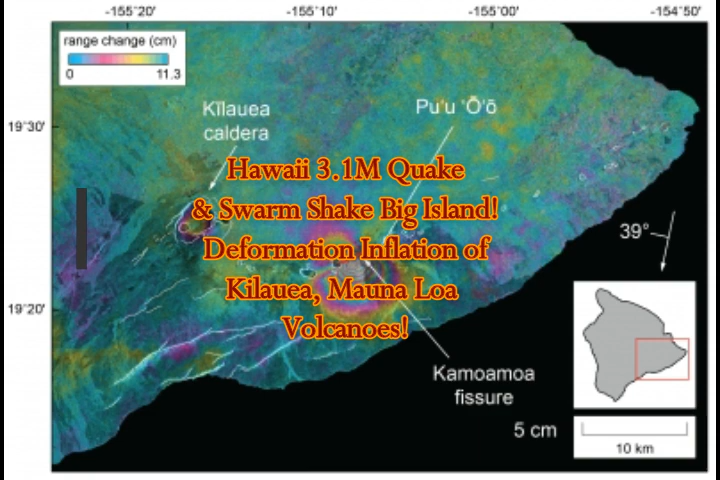 -155°20'
-155°10'
-155°00'
-154°50'
range change (cm)
0
11.3
Kīlauea
caldera
Pu'u 'Ō'ō
19°30'
Hawaii 3.1M Quake
& Swarm Shake Big Island!
Deformation Inflation of
Kilauea, Mauna Loa
Volcanoes!
39°
19°20'
Kamoamoa
fissure
5 cm
10 km